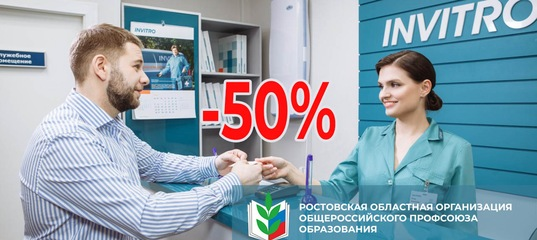 INVITRO
INVITRO
СЛУЖЕБНОЕ
ПОМЕЩЕНИЕ
-50%
РОСТОВСКАЯ ОБЛАСТНАЯ ОРГАНИЗАЦИЯ
ОБЩЕРОССИЙСКОГО ПРОФСОЮЗА
ОБРАЗОВАНИЯ